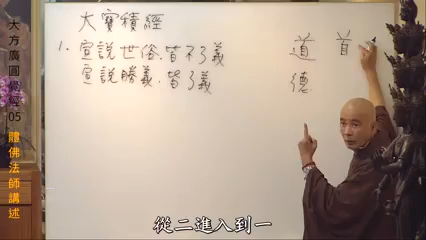 大寶積經
1. 宣說世俗.皆不了義
宣說勝義.皆了義
道 首
德
大方廣圓覺經05
體佛法師講述
從二進入到一